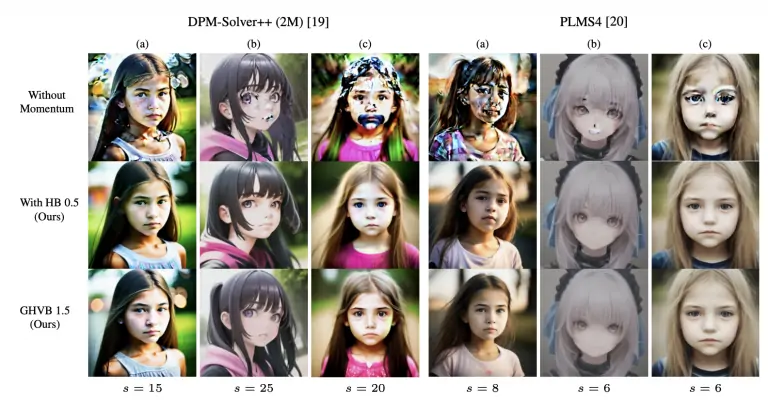 DPM-Solver++ (2M) [19]
PLMS4 [20]
(a)
(b)
(c)
(a)
(b)
(c)
Without
Momentum
With HB 0.5
(Ours)
GHVB 1.5
(Ours)
s = 15
s = 25
s = 20
s = 8
s = 6
s = 6